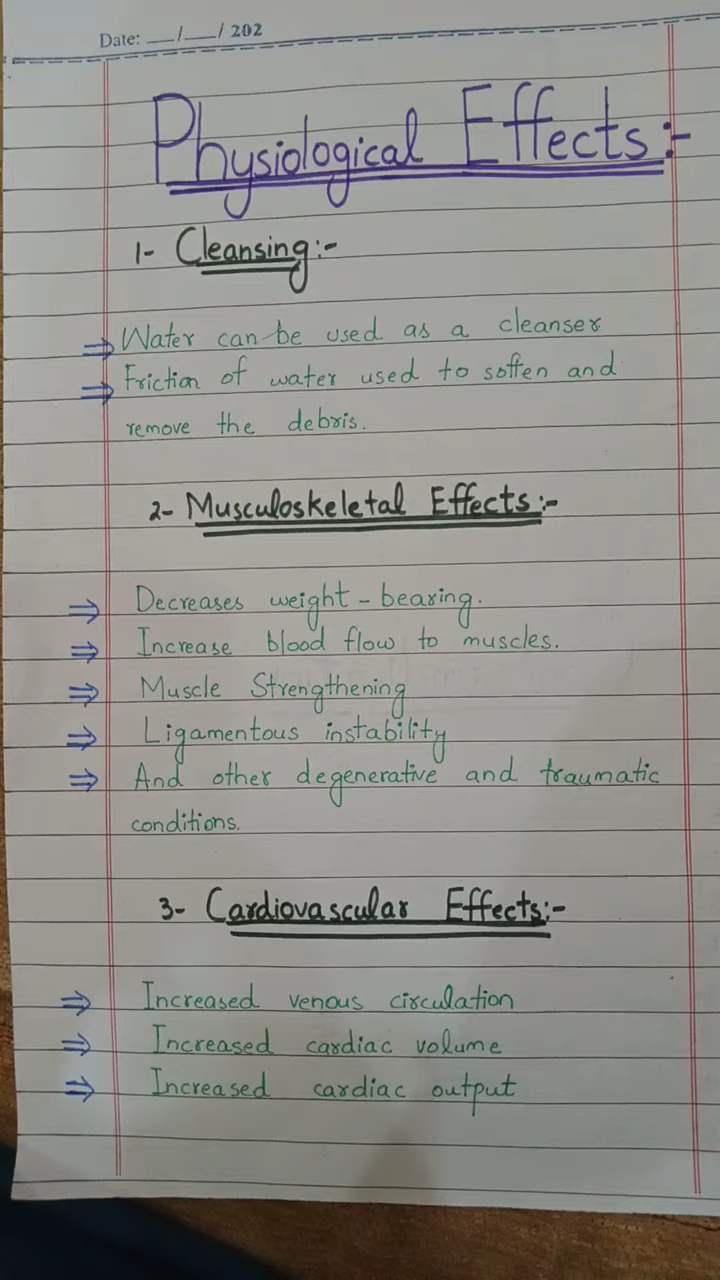 Date: __/__/ 202
Physiological Effects:-
1- Cleansing:-
⇒ Water can be used as a cleanser
⇒ Friction of water used to soften and
remove the debris.
2- Musculoskeletal Effects:-
⇒ Decreases weight-bearing.
⇒ Increase blood flow to muscles.
⇒ Muscle Strengthening
⇒ Ligamentous instability
⇒ And other degenerative and traumatic
conditions.
3- Cardiovascular Effects:-
⇒ Increased venous circulation
⇒ Increased cardiac volume
⇒ Increased cardiac output